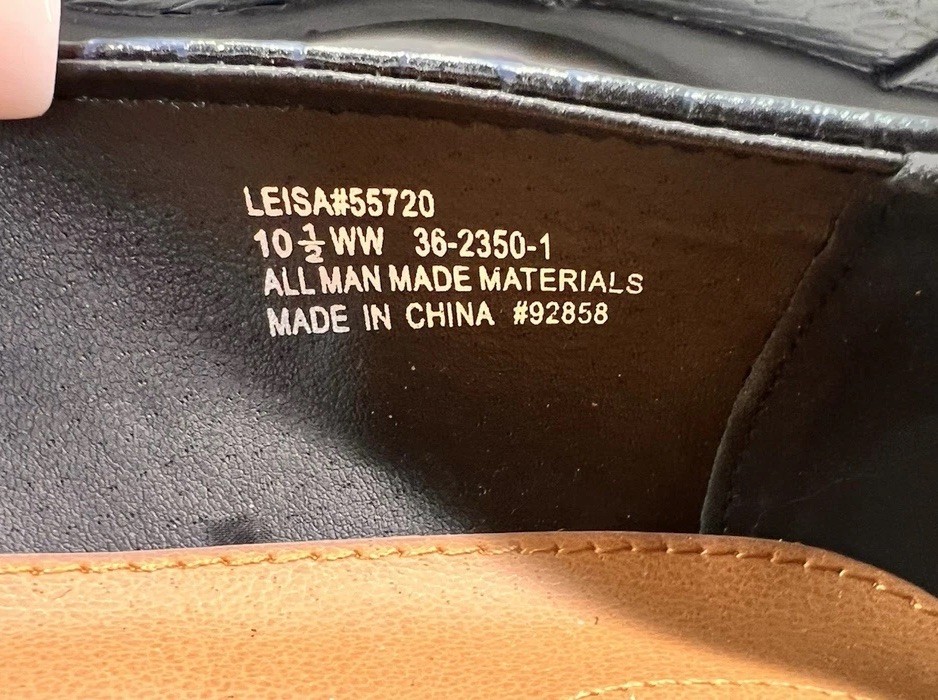 LEISA#55720
10 ½ WW 36-2350-1
ALL MAN MADE MATERIALS
MADE IN CHINA #92858